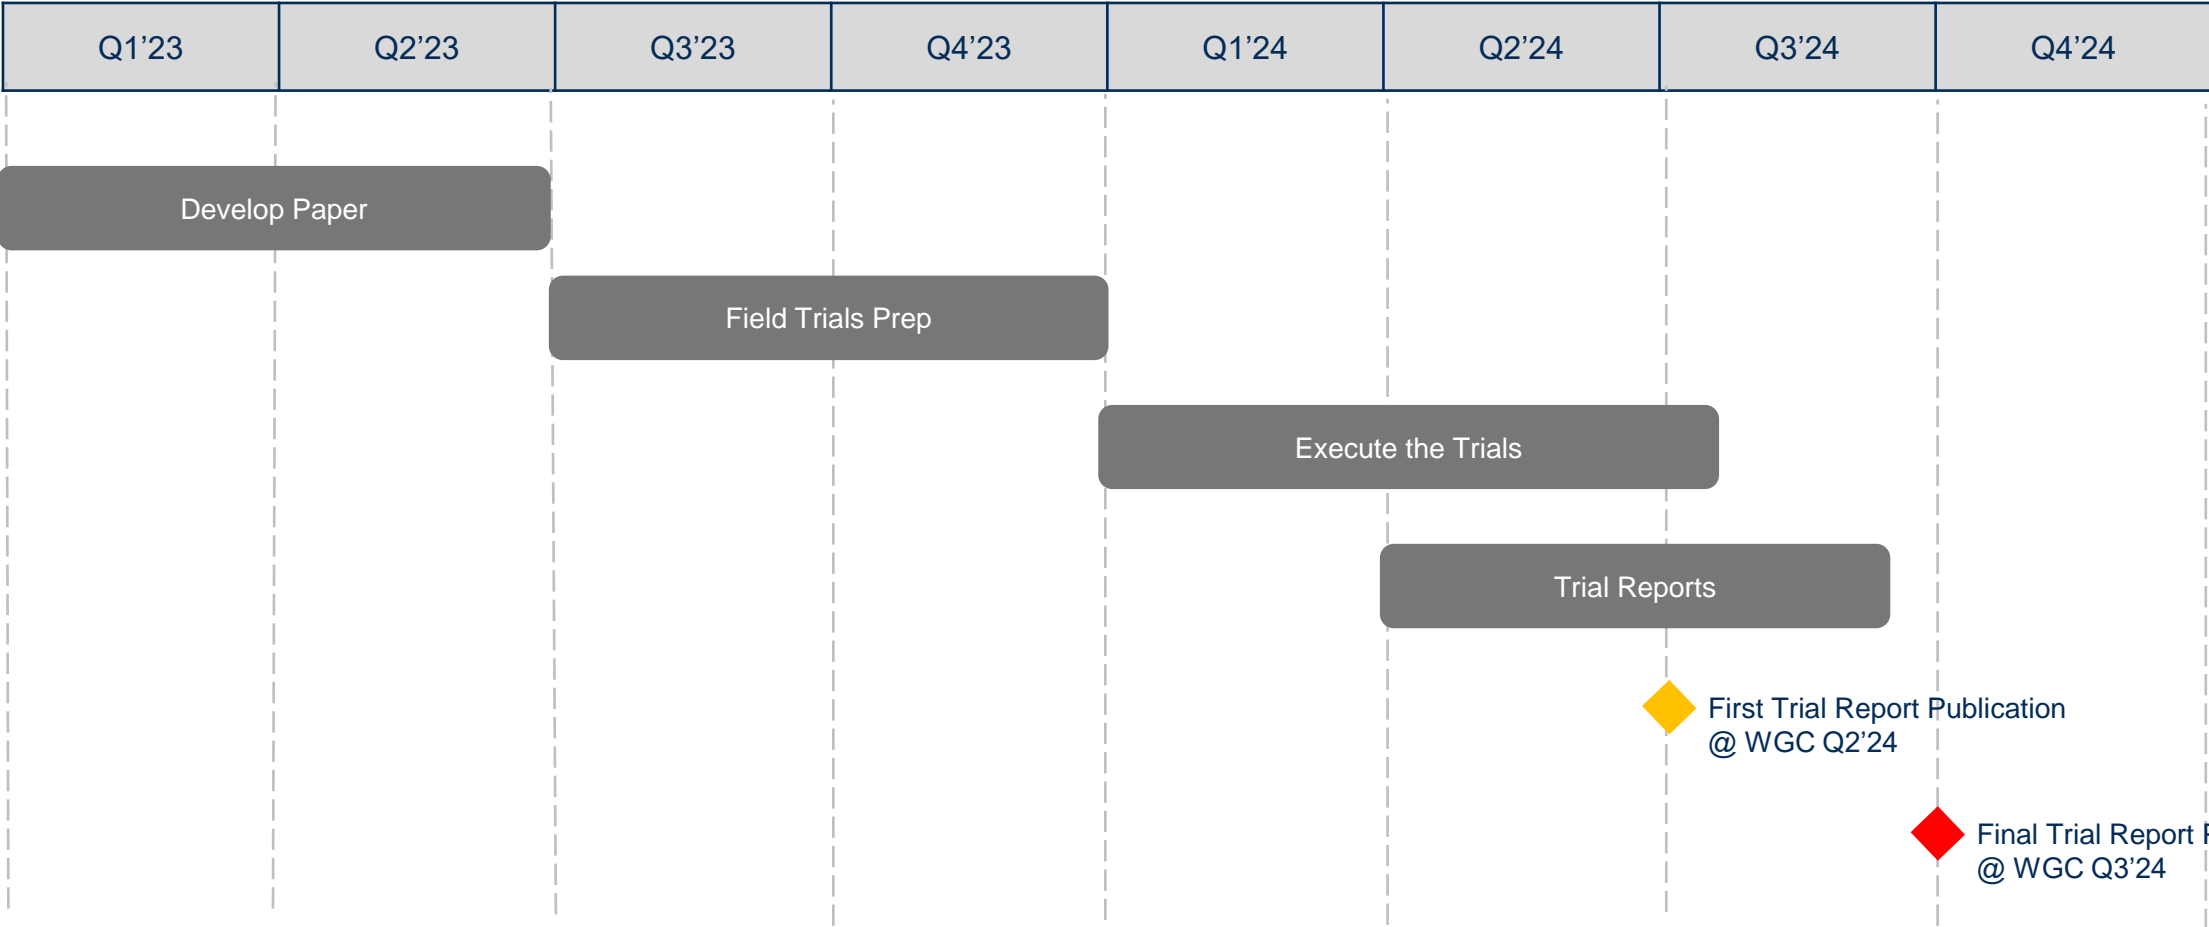 Q1’23 Q2’23 Q3’23 Q4’23 Q1’24 Q2’24 Q3’24 Q4’24
Develop Paper
Field Trials Prep
Execute the Trials
Trial Reports
First Trial Report Publication
@ WGC Q2’24
Final Trial Report
@ WGC Q3’24